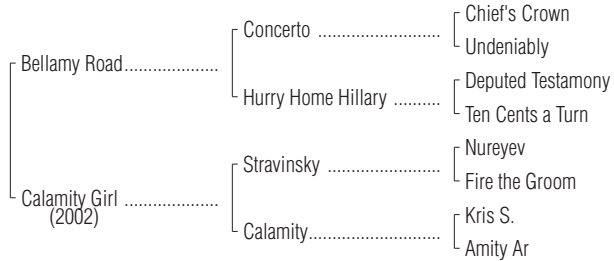 Chief's Crown
Concerto ..............................
Undeniably
Bellamy Road.......................
Deputed Testamony
Hurry Home Hillary ...........
Ten Cents a Turn
Nureyev
Stravinsky ............................
Fire the Groom
Calamity Girl .......................
(2002)
Kris S.
Calamity................................
Amity Ar